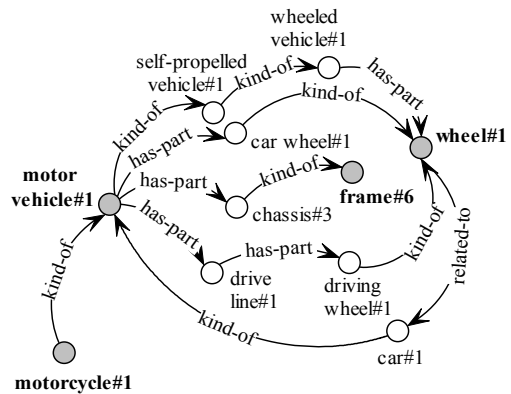 wheeled
vehicle#1
self-propelled
vehicle#1
kind-of
has-part
kind-of
kind-of
has-part
car wheel#1
wheel#1
motor
vehicle#1
has-part
kind-of
frame#6
chassis#3
has-part
has-part
kind-of
related-to
drive
line#1
driving
wheel#1
kind-of
kind-of
car#1
motorcycle#1